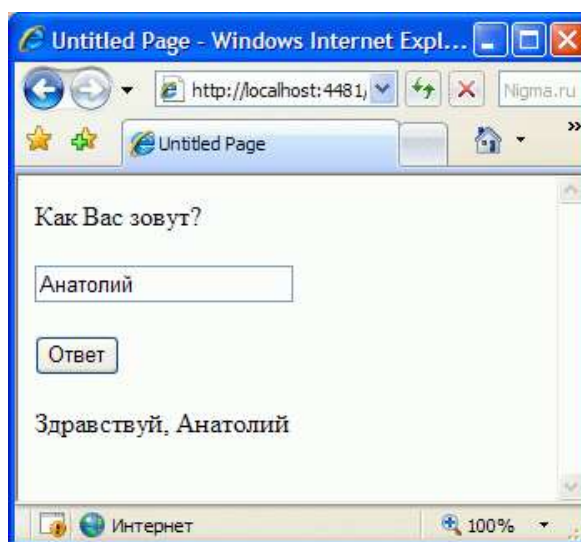 Untitled Page - Windows Internet Expl...
http://localhost:4481/
Nigma.ru
Untitled Page
»
Как Вас зовут?
Анатолий
Ответ
Здравствуй, Анатолий
Интернет
100%